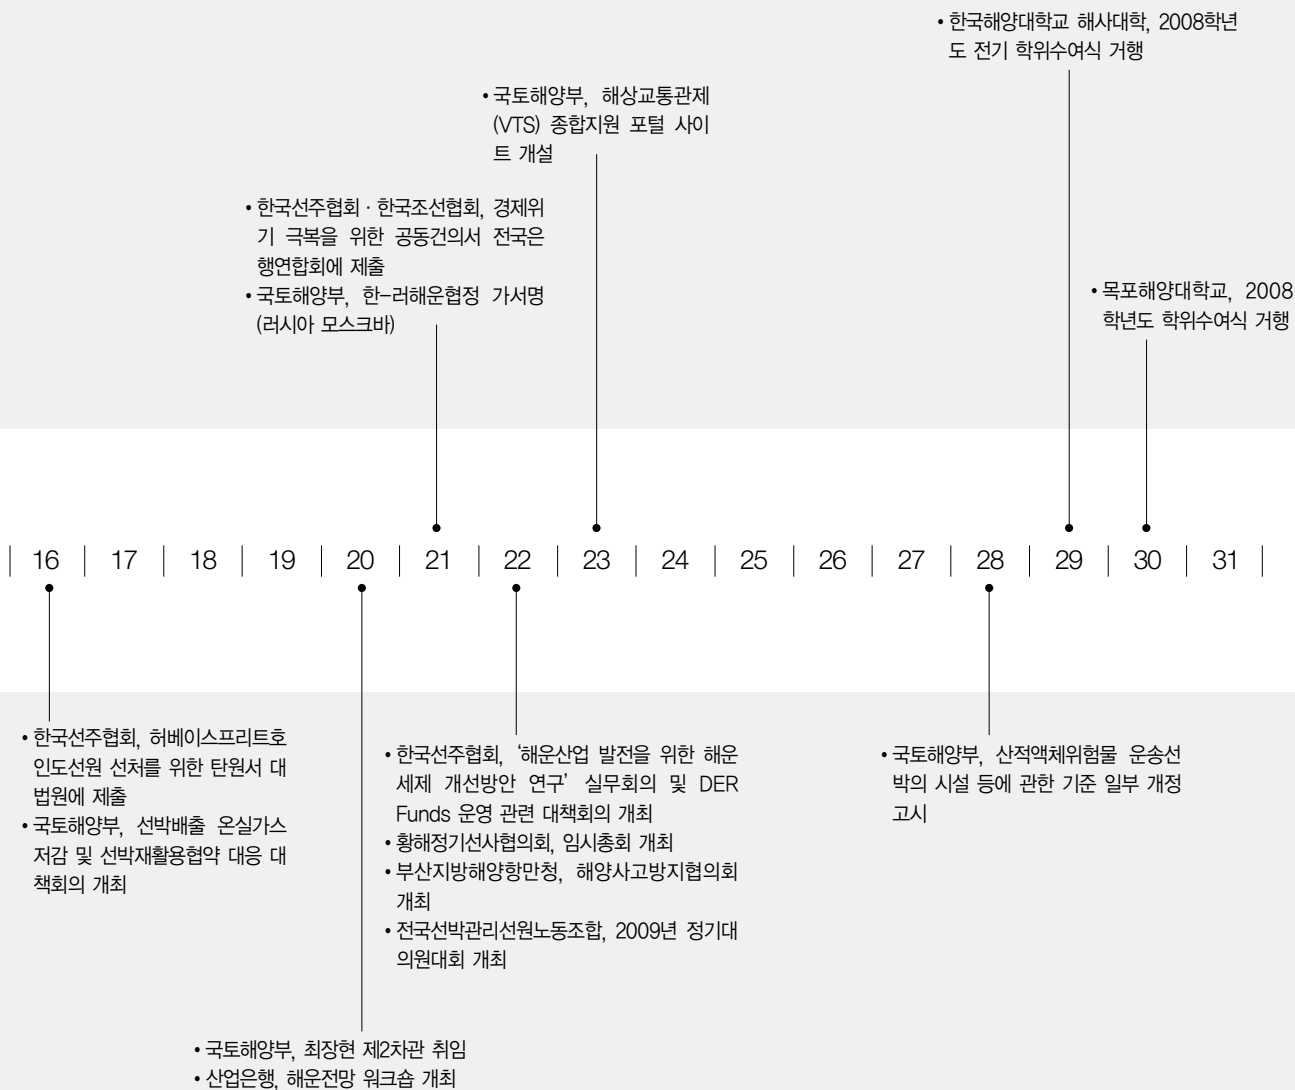 • 한국해양대학교 해사대학, 2008학년
도 전기 학위수여식 거행
• 국토해양부, 해상교통관제
(VTS) 종합지원 포털 사이
트 개설
• 한국선주협회 · 한국조선협회, 경제위
기 극복을 위한 공동건의서 전국은
행연합회에 제출
• 국토해양부, 한-러해운협정 가서명
(러시아 모스크바)
• 목포해양대학교, 2008
학년도 학위수여식 거행
16 17 18 19 20 21 22 23 24 25 26 27 28 29 30 31
• 한국선주협회, 허베이스프리트호
인도선원 선처를 위한 탄원서 대
법원에 제출
• 국토해양부, 선박배출 온실가스
저감 및 선박재활용협약 대응 대
책회의 개최
• 한국선주협회, ‘해운산업 발전을 위한 해운
세제 개선방안 연구’ 실무회의 및 DER
Funds 운영 관련 대책회의 개최
• 황해정기선사협의회, 임시총회 개최
• 부산지방해양항만청, 해양사고방지협의회
개최
• 전국선박관리선원노동조합, 2009년 정기대
의원대회 개최
• 국토해양부, 산적액체위험물 운송선
박의 시설 등에 관한 기준 일부 개정
고시
• 국토해양부, 최장현 제2차관 취임
• 산업은행, 해운전망 워크숍 개최